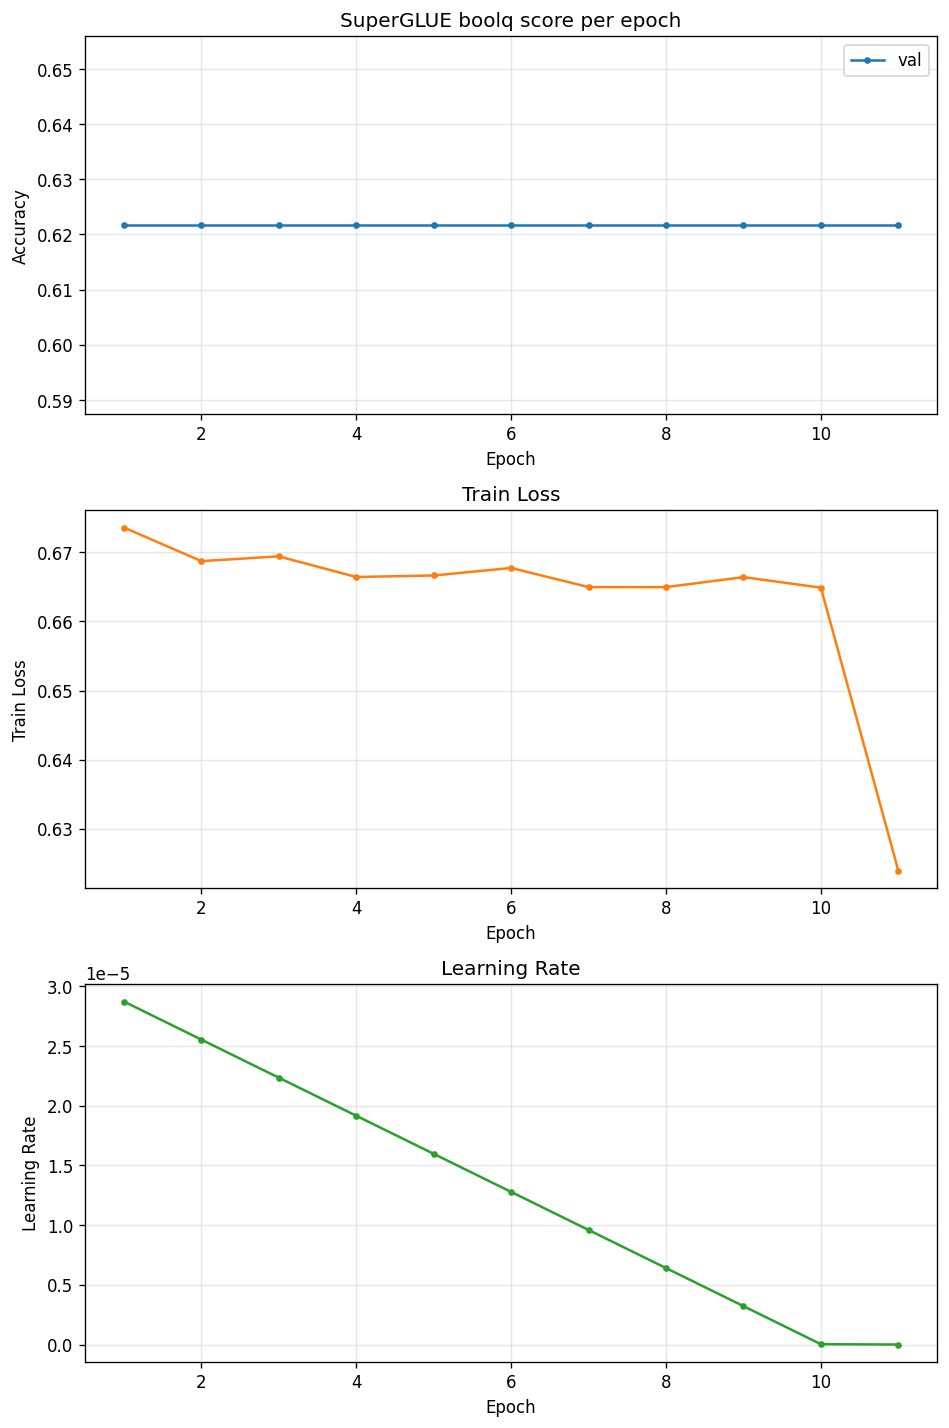 SuperGLUE boolq score per epoch
val
0.65
0.64
0.63
0.62
0.61
0.60
0.59
Accuracy
2 4 6 8 10
Epoch
Train Loss
0.67
0.66
0.65
0.64
0.63
Train Loss
2 4 6 8 10
Epoch
Learning Rate
1e−5
3.0
2.5
2.0
1.5
1.0
0.5
0.0
Learning Rate
2 4 6 8 10
Epoch